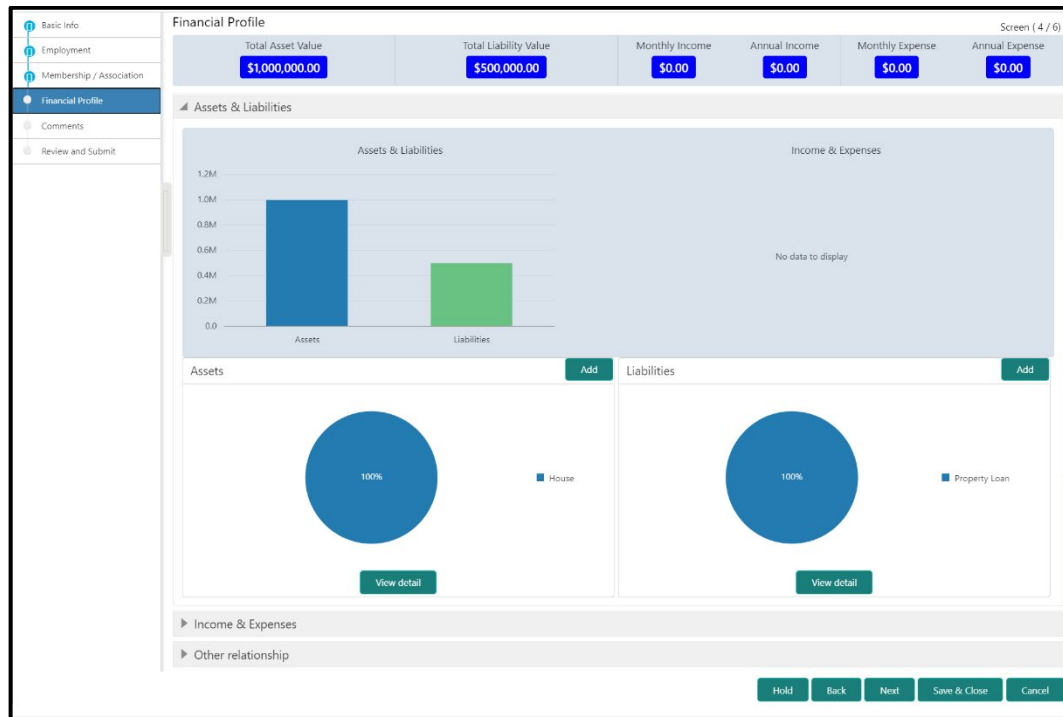 Basic Info
Employment
Membership / Association
Financial Profile
Comments
Review and Submit
Financial Profile
Screen ( 4 / 6)
Total Asset Value
$1,000,000.00
Total Liability Value
$500,000.00
Monthly Income
$0.00
Annual Income
$0.00
Monthly Expense
$0.00
Annual Expense
$0.00
Assets & Liabilities
Assets & Liabilities
1.2M
1.0M
0.8M
0.6M
0.4M
0.2M
0.0
Assets
Liabilities
Income & Expenses
No data to display
Assets
Add
100%
House
View detail
Liabilities
Add
100%
Property Loan
View detail
Income & Expenses
Other relationship
Hold
Back
Next
Save & Close
Cancel